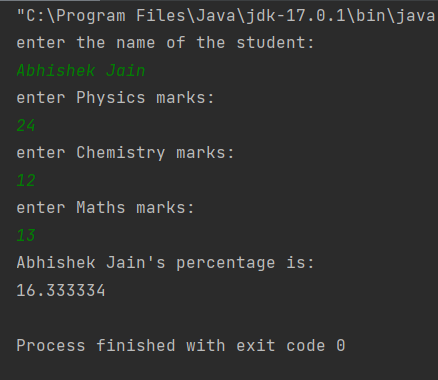 "C:\Program Files\Java\jdk-17.0.1\bin\java
enter the name of the student:
Abhishek Jain
enter Physics marks:
24
enter Chemistry marks:
12
enter Maths marks:
13
Abhishek Jain's percentage is:
16.333334
Process finished with exit code 0